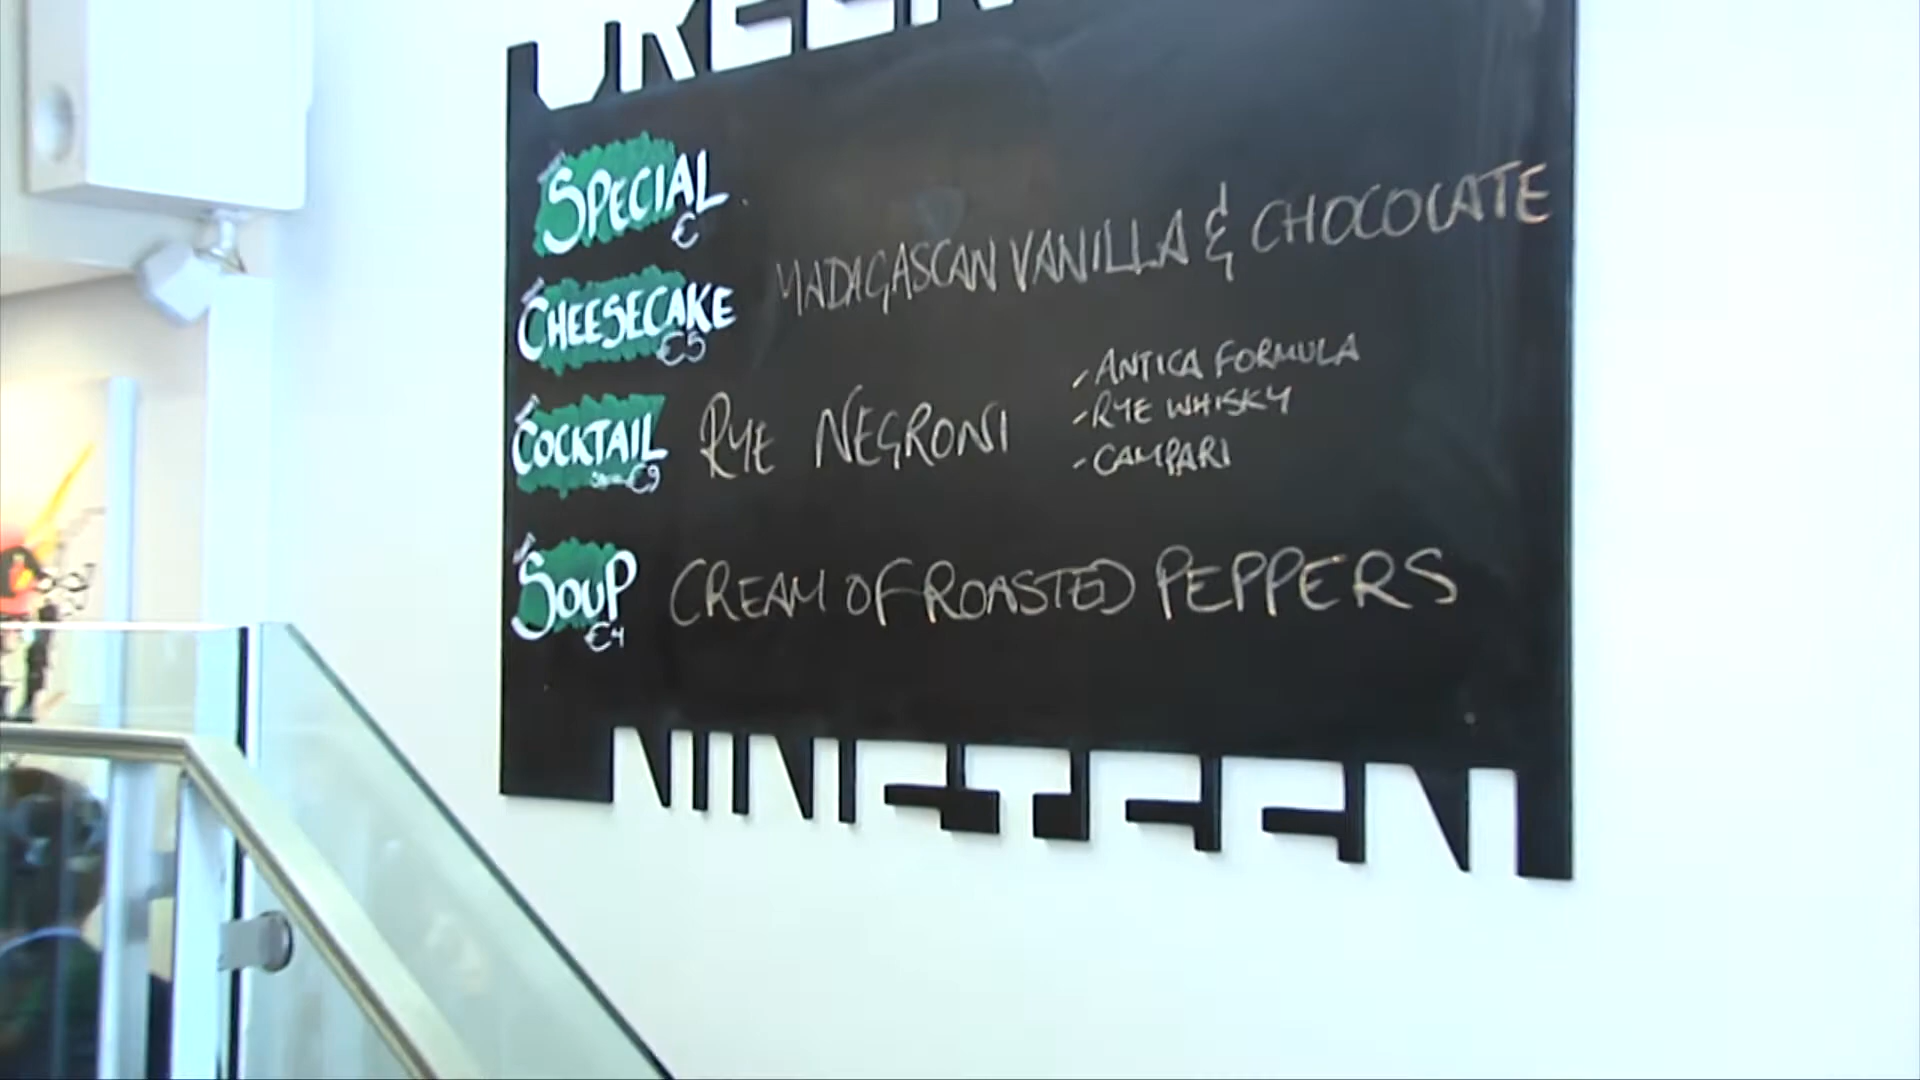 GREEN
SPECIAL
€
CHEESECAKE MADAGASCAN VANILLA & CHOCOLATE
€5
COCKTAIL RYE NEGRONI
€9
- ANTICA FORMULA
- RYE WHISKY
- CAMPARI
SOUP CREAM OF ROASTED PEPPERS
€4
NINETEEN